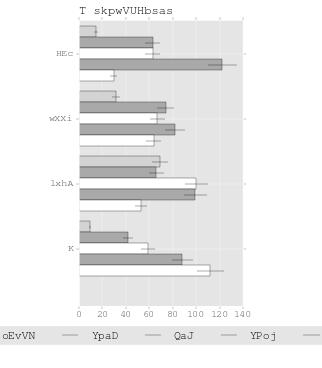 T skpwVUHbsas
HEc
wXXi
lxhA
K
0 20 40 60 80 100 120 140
oEvVN YpaD QaJ YPoj